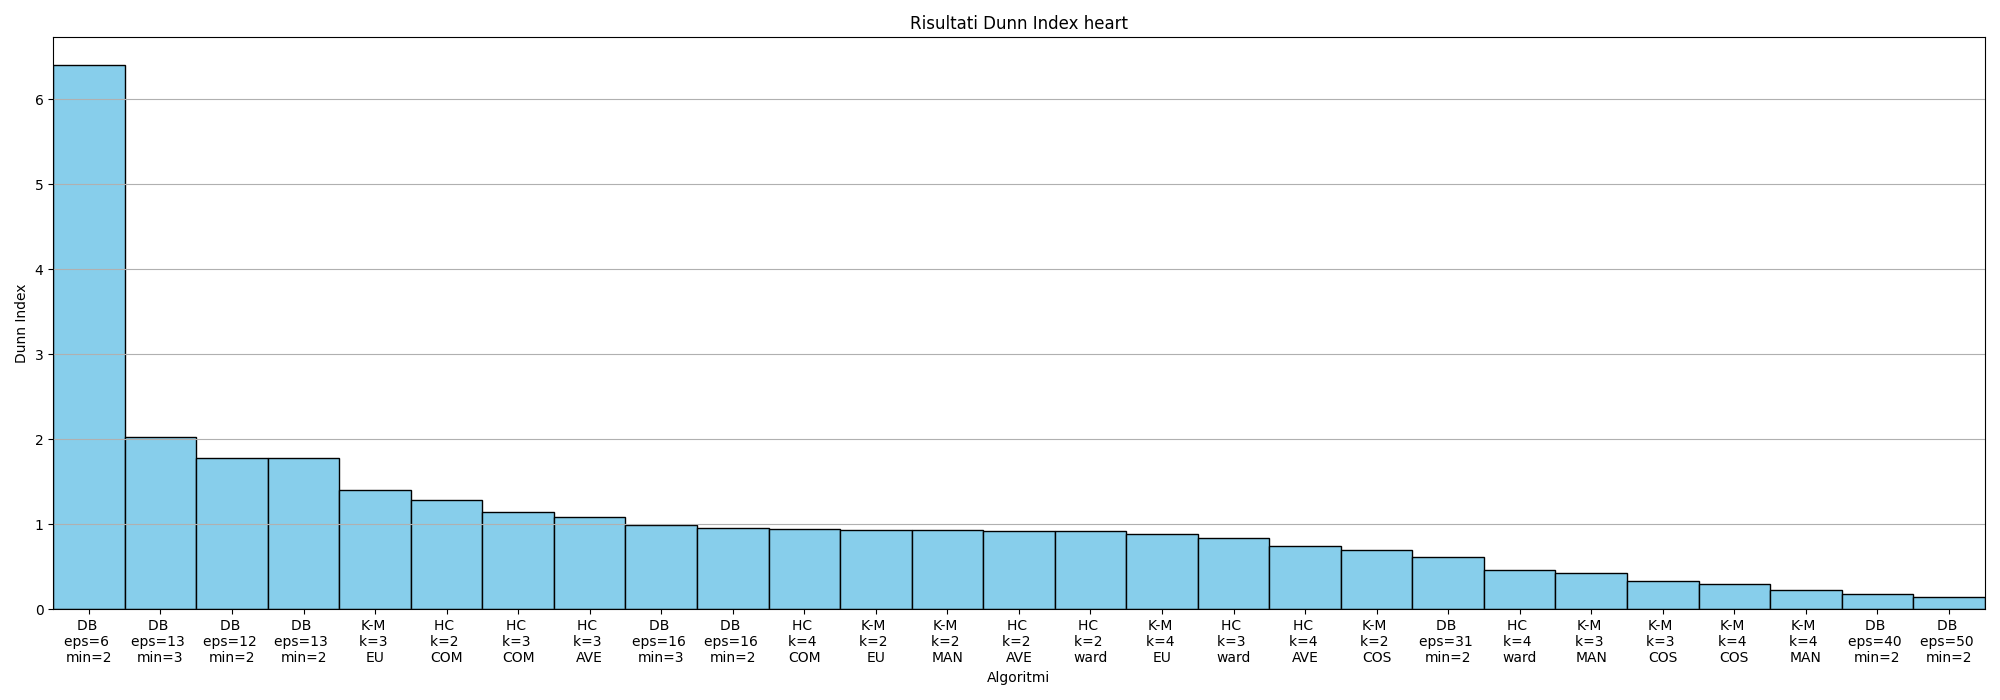 Risultati Dunn Index heart
Dunn Index
6
5
4
3
2
1
0
DB eps=6 min=2
DB eps=13 min=3
DB eps=12 min=2
DB eps=13 min=2
K-M k=3 EU
HC k=2 COM
HC k=3 COM
HC k=3 AVE
DB eps=16 min=3
DB eps=16 min=2
HC k=4 COM
K-M k=2 EU
K-M k=2 MAN
HC k=2 AVE
HC k=2 ward
K-M k=4 EU
HC k=3 ward
HC k=4 AVE
K-M k=2 COS
DB eps=31 min=2
HC k=4 ward
K-M k=3 MAN
K-M k=3 COS
K-M k=4 COS
K-M k=4 MAN
DB eps=40 min=2
DB eps=50 min=2
Algoritmi